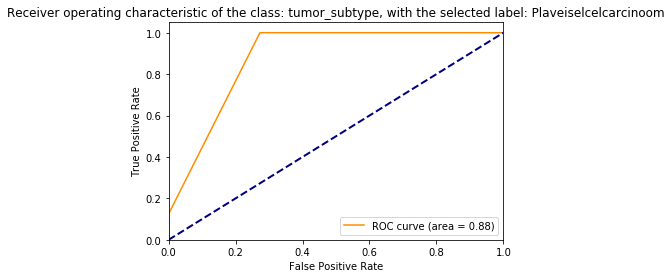 Receiver operating characteristic of the class: tumor_subtype, with the selected label: Plaveiselcelcarcinoom
1.0
0.8
0.6
0.4
0.2
0.0
True Positive Rate
ROC curve (area = 0.88)
0.0 0.2 0.4 0.6 0.8 1.0
False Positive Rate